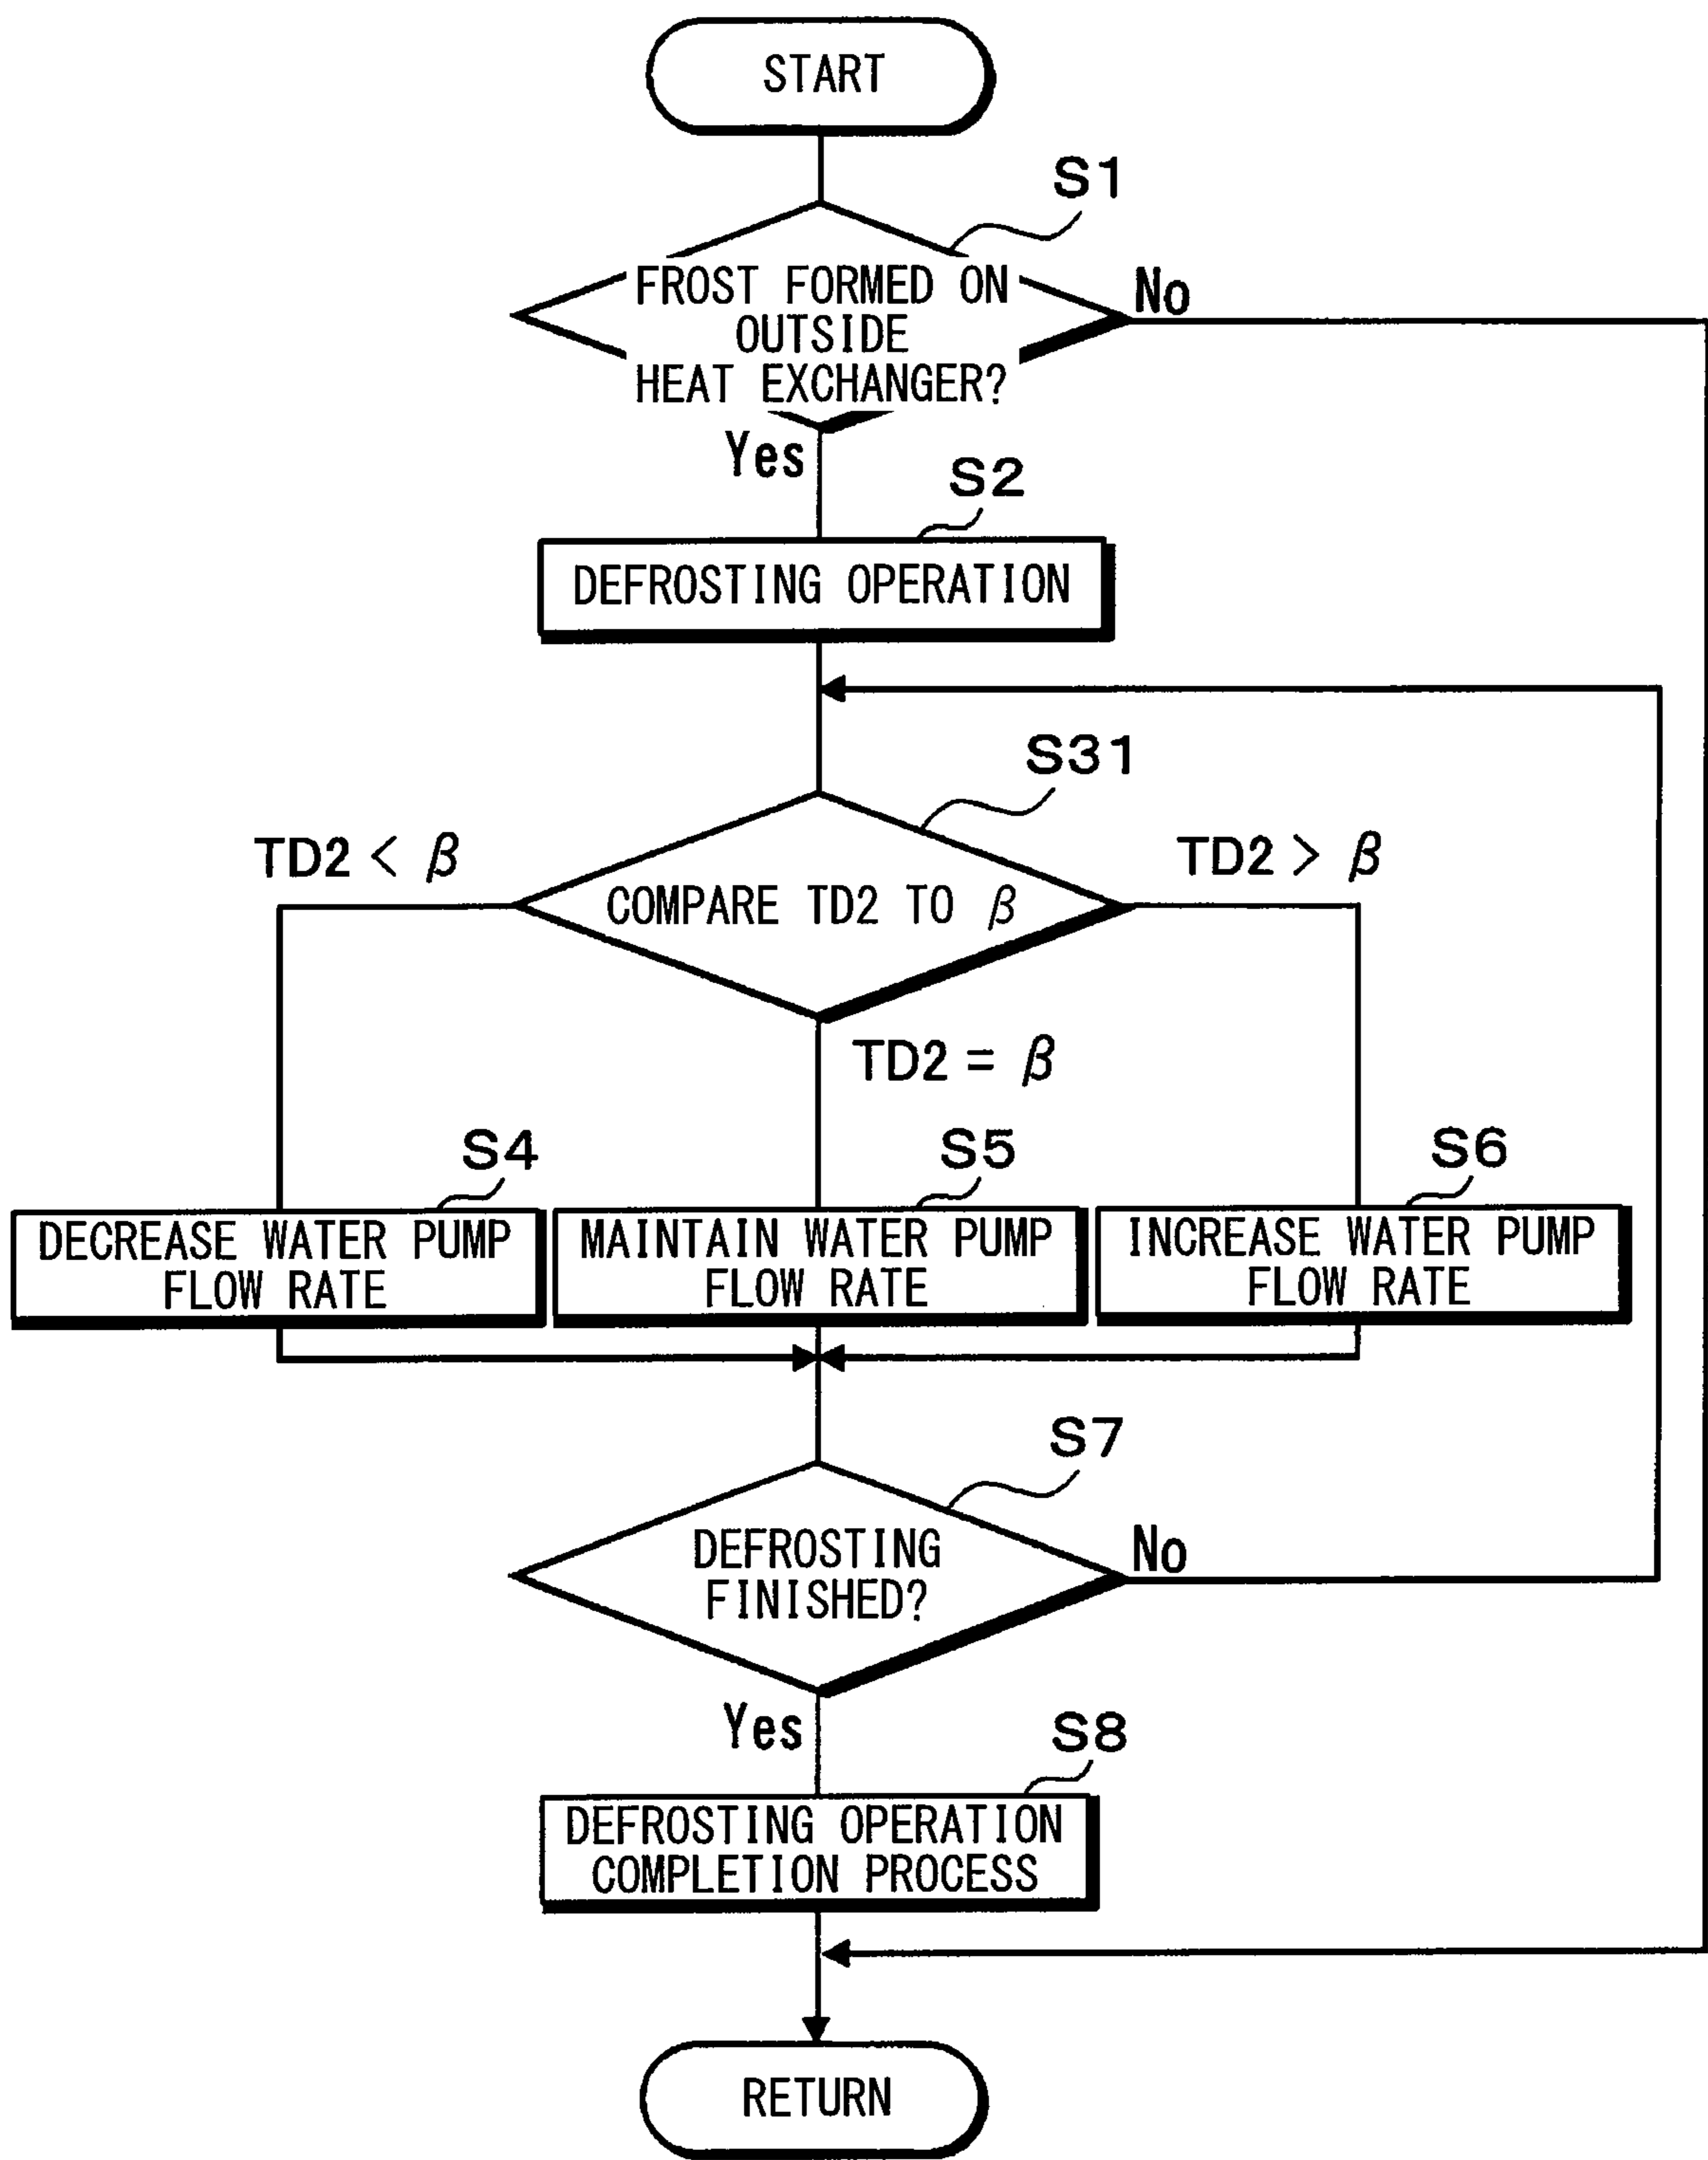 START
S1
FROST FORMED ON
OUTSIDE
HEAT EXCHANGER?
No
Yes
S2
DEFROSTING OPERATION
S31
TD2 < β
TD2 > β
COMPARE TD2 TO β
TD2 = β
S4
S5
S6
DECREASE WATER PUMP
FLOW RATE
MAINTAIN WATER PUMP
FLOW RATE
INCREASE WATER PUMP
FLOW RATE
S7
DEFROSTING
FINISHED?
No
Yes
S8
DEFROSTING OPERATION
COMPLETION PROCESS
RETURN